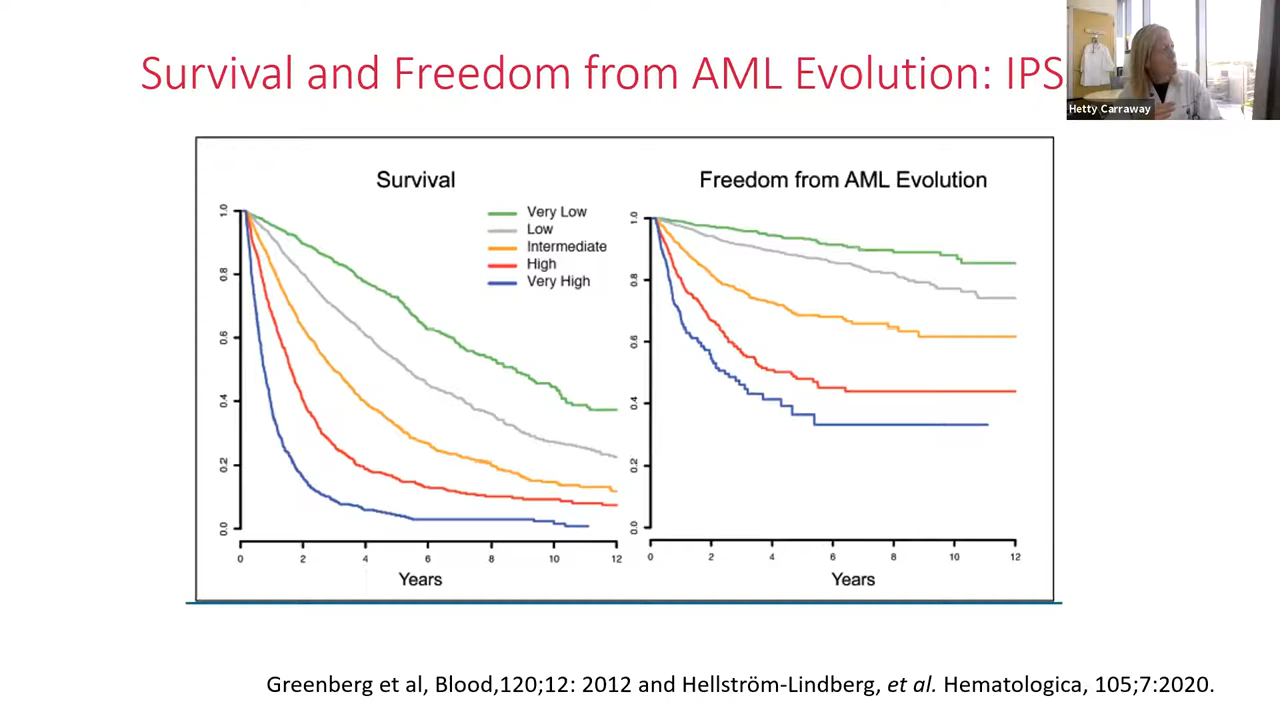 Survival and Freedom from AML Evolution: IPS
Hetty Carraway
Survival
Very Low
Low
Intermediate
High
Very High
1.0
0.8
0.6
0.4
0.2
0.0
0 2 4 6 8 10 12
Years
Freedom from AML Evolution
1.0
0.8
0.6
0.4
0.2
0.0
0 2 4 6 8 10 12
Years
Greenberg et al, Blood,120;12: 2012 and Hellström-Lindberg, et al. Hematologica, 105;7:2020.